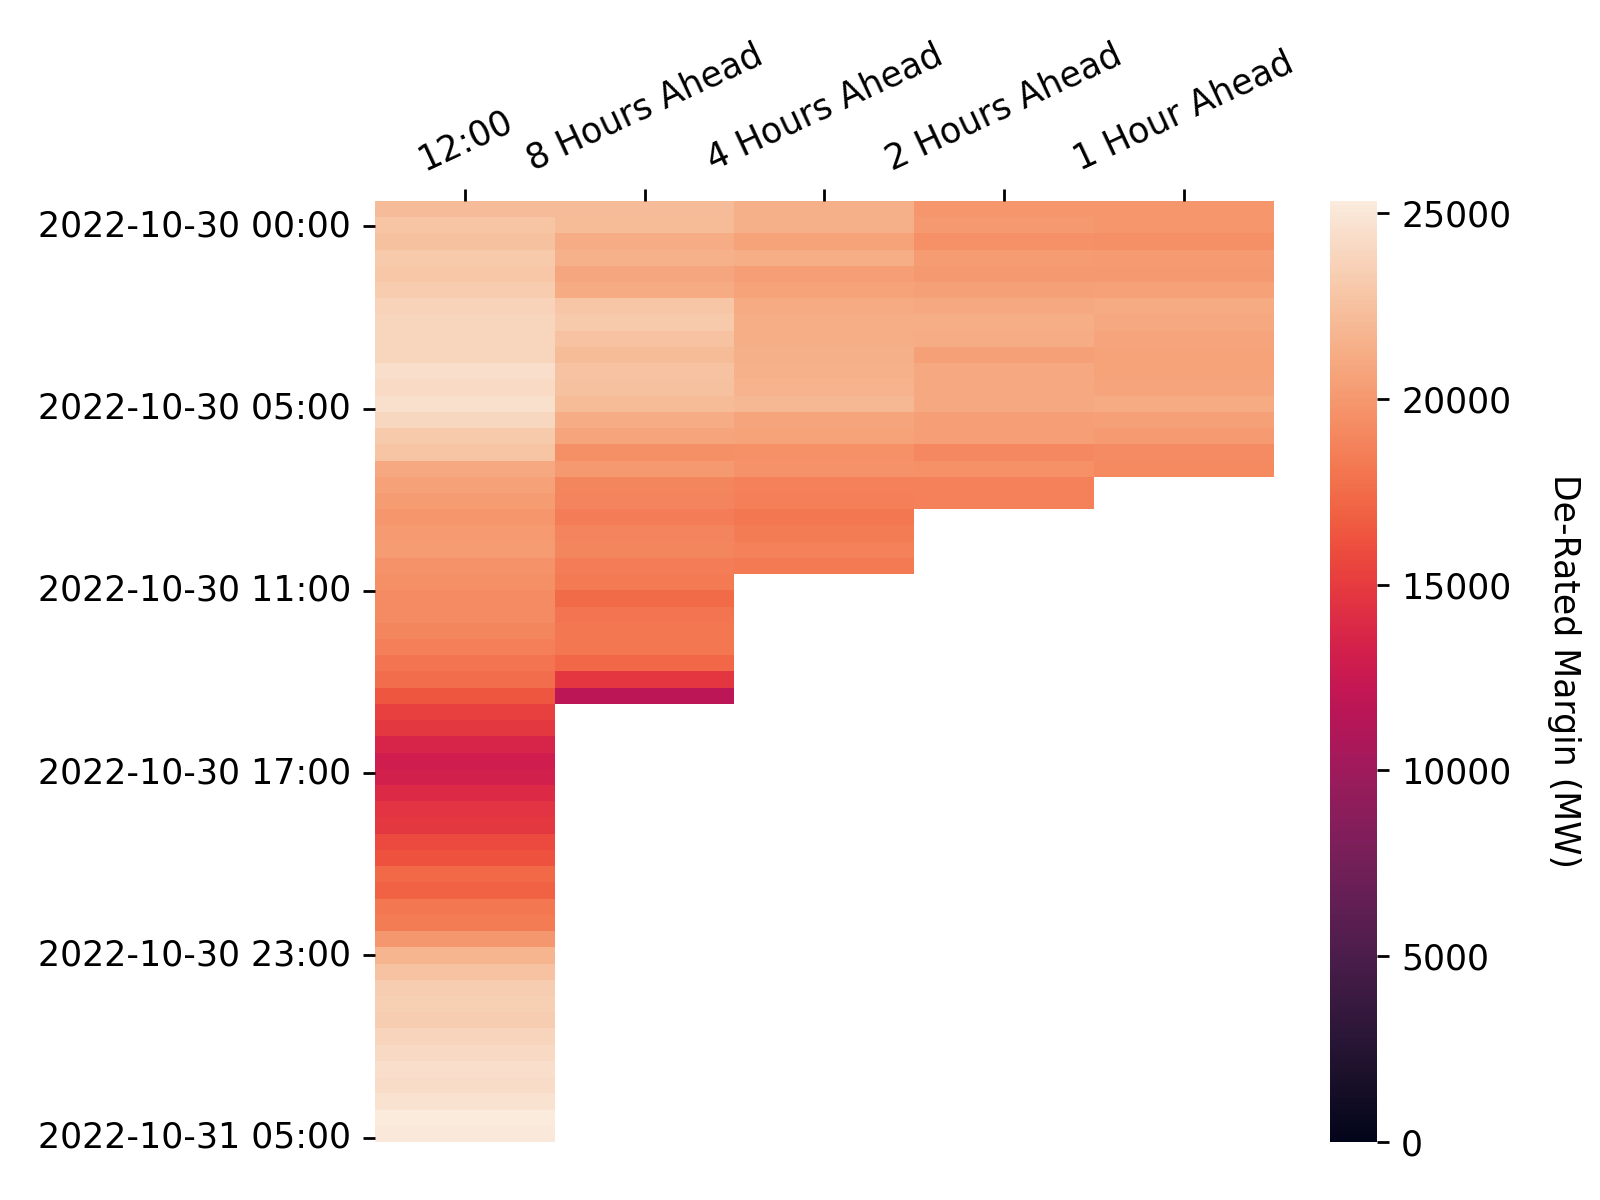 12:00
8 Hours Ahead
4 Hours Ahead
2 Hours Ahead
1 Hour Ahead
2022-10-30 00:00
2022-10-30 05:00
2022-10-30 11:00
2022-10-30 17:00
2022-10-30 23:00
2022-10-31 05:00
25000
20000
15000
10000
5000
0
De-Rated Margin (MW)